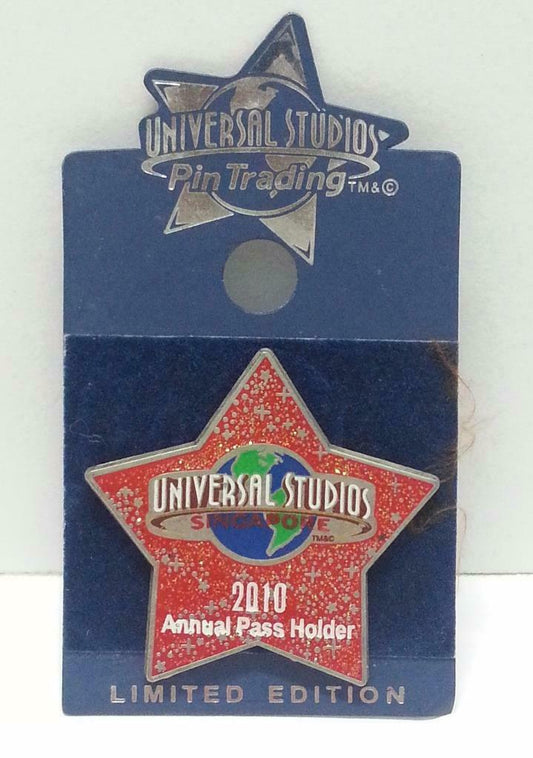 UNIVERSAL STUDIOS
Pin Trading TM&©
UNIVERSAL STUDIOS
SINGAPORE
TM&©
2010
Annual Pass Holder
LIMITED EDITION